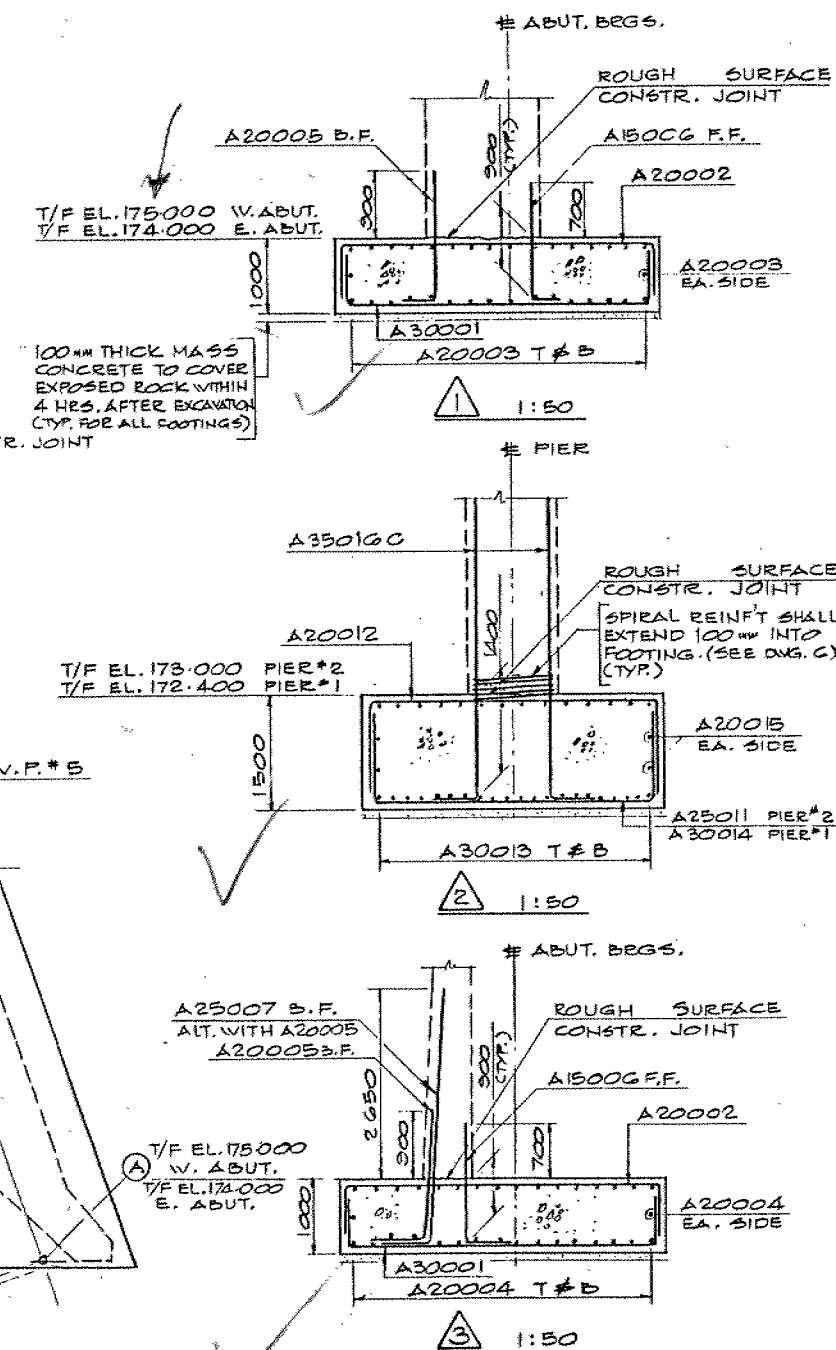 ⅊ ABUT. BRGS.
ROUGH SURFACE
CONSTR. JOINT
A20005 B.F.
A15006 F.F.
A20002
900
(TYP.)
900
700
T/F EL. 175.000 W. ABUT.
T/F EL. 174.000 E. ABUT.
1000
A20003
EA. SIDE
A30001
A20003 T & B
100 mm THICK MASS
CONCRETE TO COVER
EXPOSED ROCK WITHIN
4 HRS. AFTER EXCAVATION
(TYP. FOR ALL FOOTINGS)
R. JOINT
1 1:50
PIER
A35016C
ROUGH SURFACE
CONSTR. JOINT
SPIRAL REINF'T SHALL
EXTEND 100 mm INTO
FOOTING. (SEE DWG. 6)
(TYP.)
A20012
1400
T/F EL. 173.000 PIER #2
T/F EL. 172.400 PIER #1
1500
A20015
EA. SIDE
V.P. # 5
A25011 PIER #2
A30014 PIER #1
A30013 T & B
2 1:50
ABUT. BRGS.
A25007 B.F.
ALT. WITH A20005
A20005 B.F.
ROUGH SURFACE
CONSTR. JOINT
900
(TYP.)
A15006 F.F.
2650
900
700
A20002
A
T/F EL. 175.000
W. ABUT.
T/F EL. 174.000
E. ABUT.
1000
A20004
EA. SIDE
A30001
A20004 T & B
3 1:50